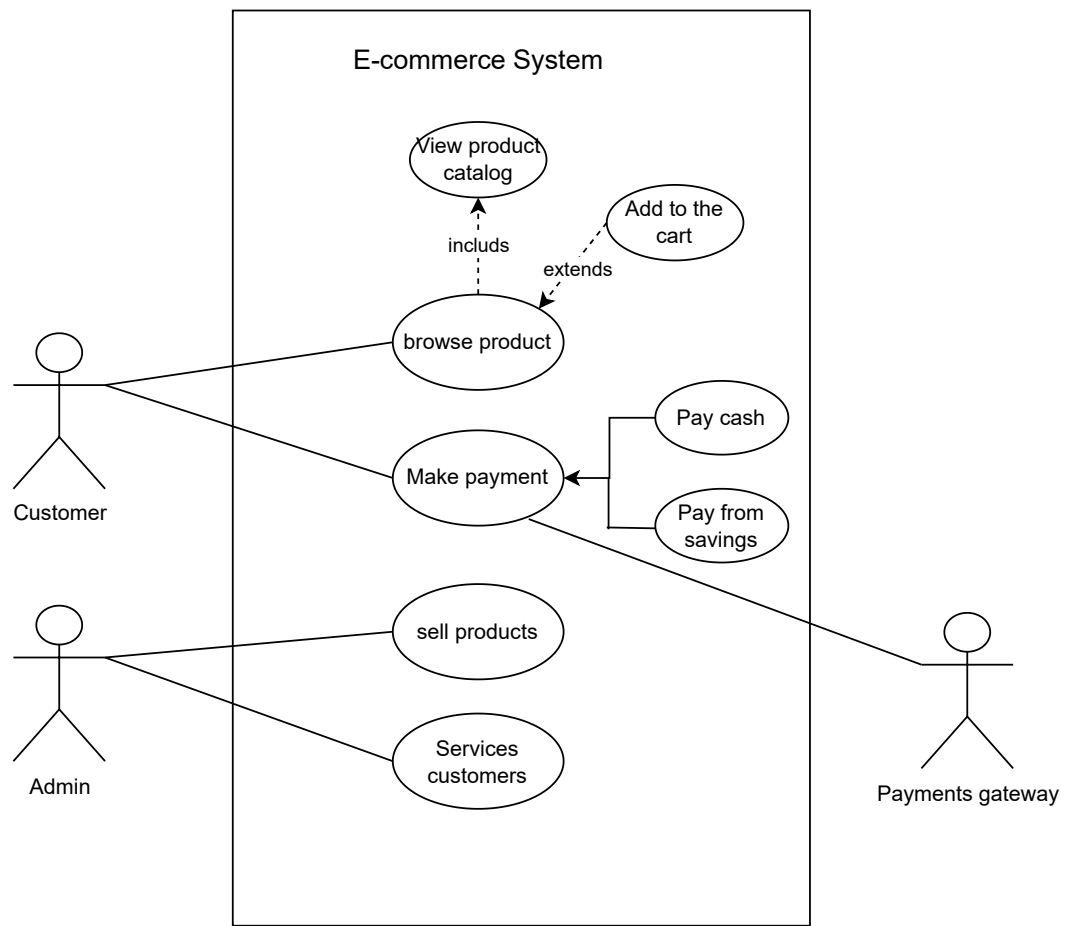 E-commerce System
View product
catalog
Add to the
cart
includs
extends
browse product
Pay cash
Make payment
Pay from
savings
Customer
sell products
Services
customers
Admin
Payments gateway